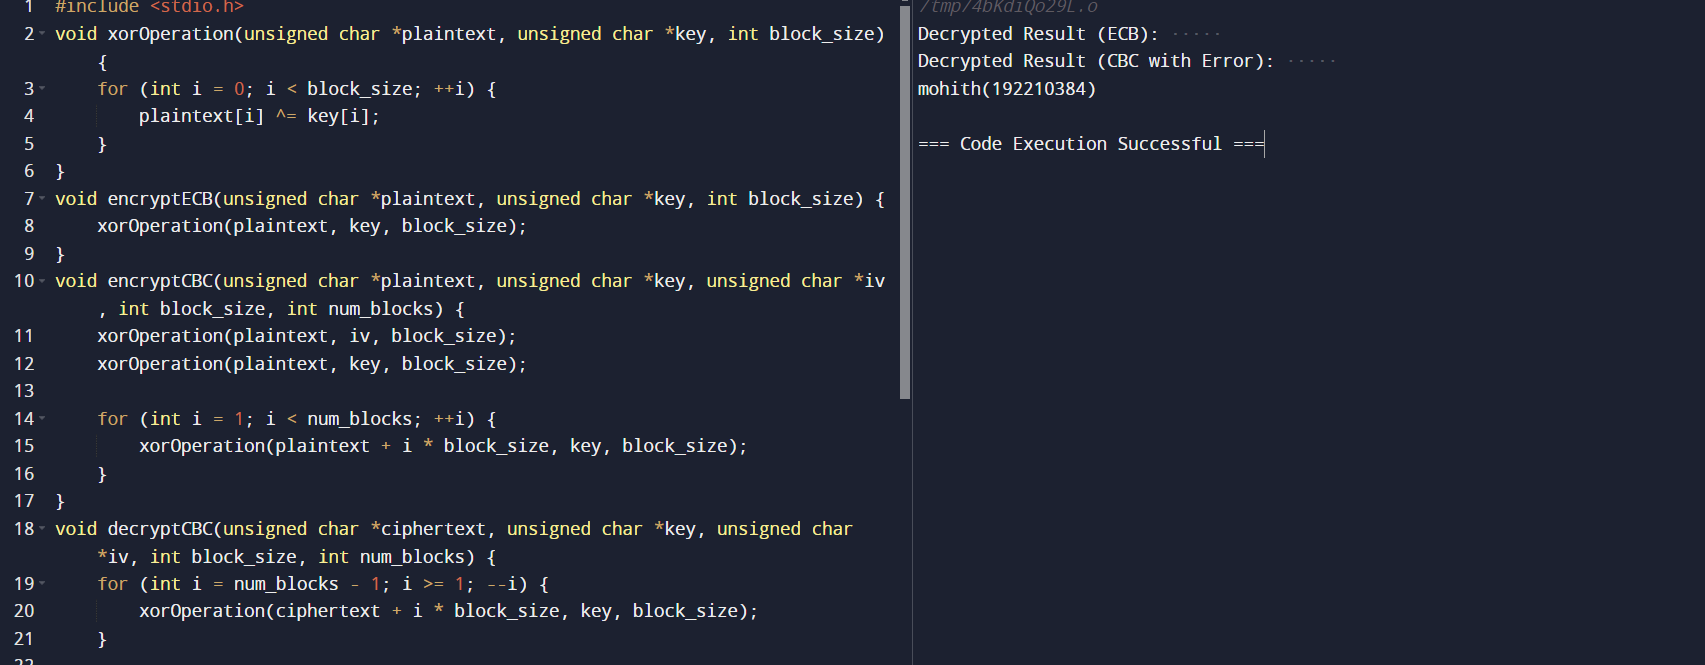 1 #include <stdio.h>
2 void xorOperation(unsigned char *plaintext, unsigned char *key, int block_size)
{
3 for (int i = 0; i < block_size; ++i) {
4 plaintext[i] ^= key[i];
5 }
6 }
7 void encryptECB(unsigned char *plaintext, unsigned char *key, int block_size) {
8 xorOperation(plaintext, key, block_size);
9 }
10 void encryptCBC(unsigned char *plaintext, unsigned char *key, unsigned char *iv
, int block_size, int num_blocks) {
11 xorOperation(plaintext, iv, block_size);
12 xorOperation(plaintext, key, block_size);
13
14 for (int i = 1; i < num_blocks; ++i) {
15 xorOperation(plaintext + i * block_size, key, block_size);
16 }
17 }
18 void decryptCBC(unsigned char *ciphertext, unsigned char *key, unsigned char
*iv, int block_size, int num_blocks) {
19 for (int i = num_blocks - 1; i >= 1; --i) {
20 xorOperation(ciphertext + i * block_size, key, block_size);
21 }
22
/tmp/4bKdiQo29L.o
Decrypted Result (ECB): ·····
Decrypted Result (CBC with Error): ·····
mohith(192210384)
=== Code Execution Successful ===